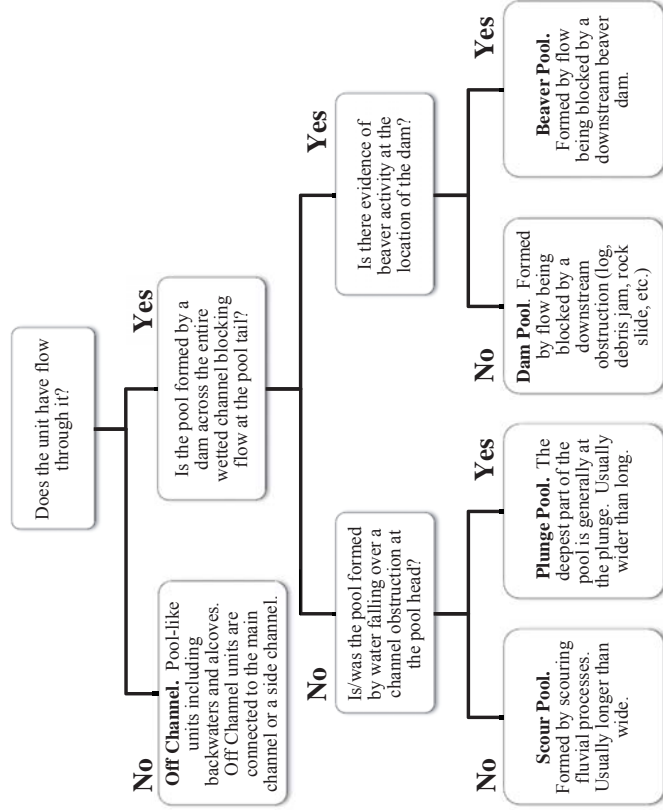 Does the unit have flow
through it?
No
Off Channel. Pool-like
units including
backwaters and alcoves.
Off Channel units are
connected to the main
channel or a side channel.
Yes
Is the pool formed by a
dam across the entire
wetted channel blocking
flow at the pool tail?
No
Is/was the pool formed
by water falling over a
channel obstruction at
the pool head?
Yes
Is there evidence of
beaver activity at the
location of the dam?
No
Scour Pool.
Formed by scouring
fluvial processes.
Usually longer than
wide.
Yes
Plunge Pool. The
deepest part of the
pool is generally at
the plunge. Usually
wider than long.
No
Dam Pool. Formed
by flow being
blocked by a
downstream
obstruction (log,
debris jam, rock
slide, etc.)
Yes
Beaver Pool.
Formed by flow
being blocked by a
downstream beaver
dam.